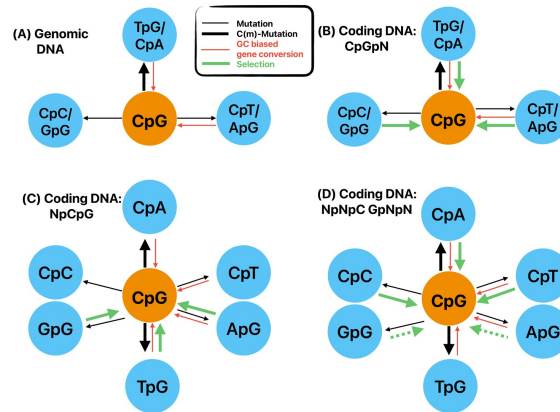 (A) Genomic
DNA
TpG/
CpA
CpC/
GpG
CpG
CpT/
ApG
Mutation
C(m)-Mutation
GC biased
gene conversion
Selection
(B) Coding DNA:
CpGpN
TpG/
CpA
CpC/
GpG
CpG
CpT/
ApG
(C) Coding DNA:
NpCpG
CpA
CpC
CpT
CpG
GpG
ApG
TpG
(D) Coding DNA:
NpNpC GpNpN
CpA
CpC
CpT
CpG
GpG
ApG
TpG